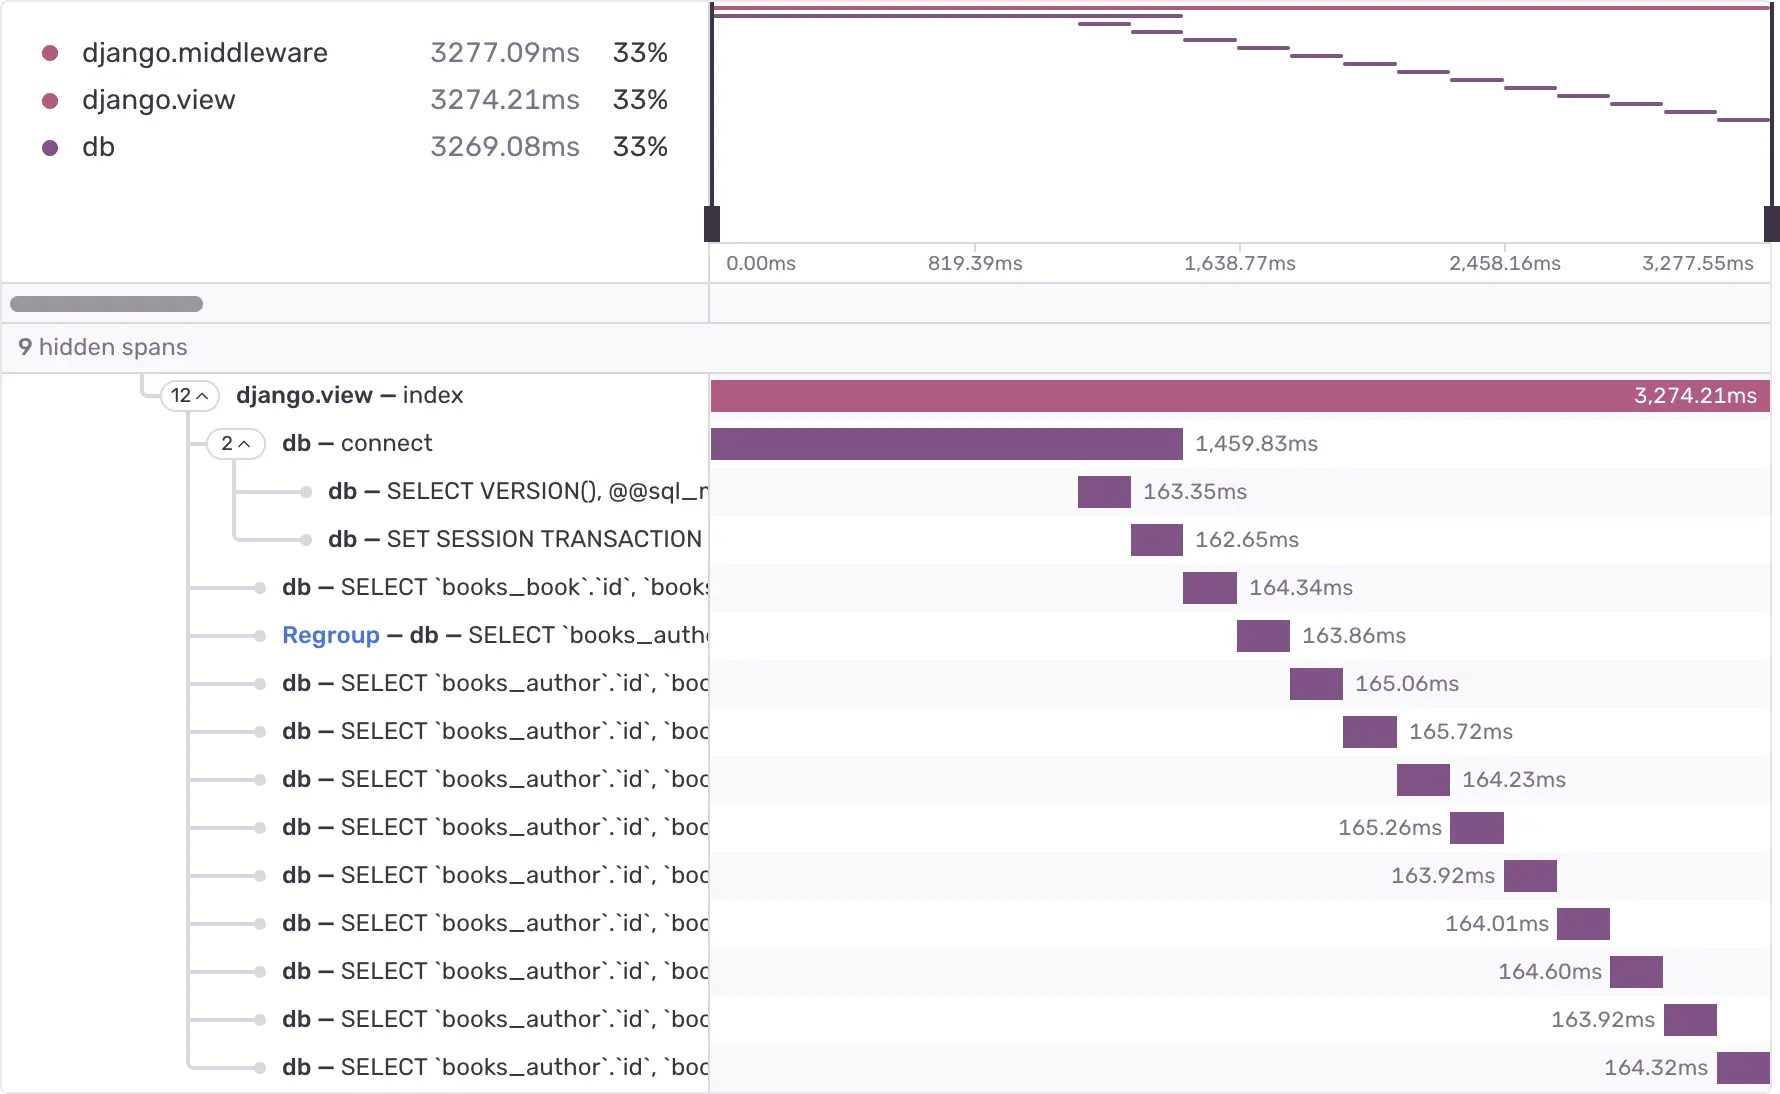 django.middleware 3277.09ms 33%
django.view 3274.21ms 33%
db 3269.08ms 33%
0.00ms 819.39ms 1,638.77ms 2,458.16ms 3,277.55ms
9 hidden spans
12 django.view — index 3,274.21ms
2 db — connect 1,459.83ms
db — SELECT VERSION(), @@sql_ 163.35ms
db — SET SESSION TRANSACTION 162.65ms
db — SELECT `books_book`.`id`, `books 164.34ms
Regroup — db — SELECT `books_auth 163.86ms
db — SELECT `books_author`.`id`, `boo 165.06ms
db — SELECT `books_author`.`id`, `boo 165.72ms
db — SELECT `books_author`.`id`, `boo 164.23ms
db — SELECT `books_author`.`id`, `boo 165.26ms
db — SELECT `books_author`.`id`, `boo 163.92ms
db — SELECT `books_author`.`id`, `boo 164.01ms
db — SELECT `books_author`.`id`, `boo 164.60ms
db — SELECT `books_author`.`id`, `boo 163.92ms
db — SELECT `books_author`.`id`, `boo 164.32ms